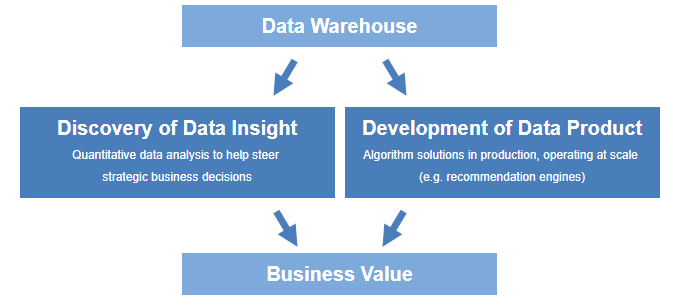 Data Warehouse
Discovery of Data Insight
Quantitative data analysis to help steer
strategic business decisions
Development of Data Product
Algorithm solutions in production, operating at scale
(e.g. recommendation engines)
Business Value